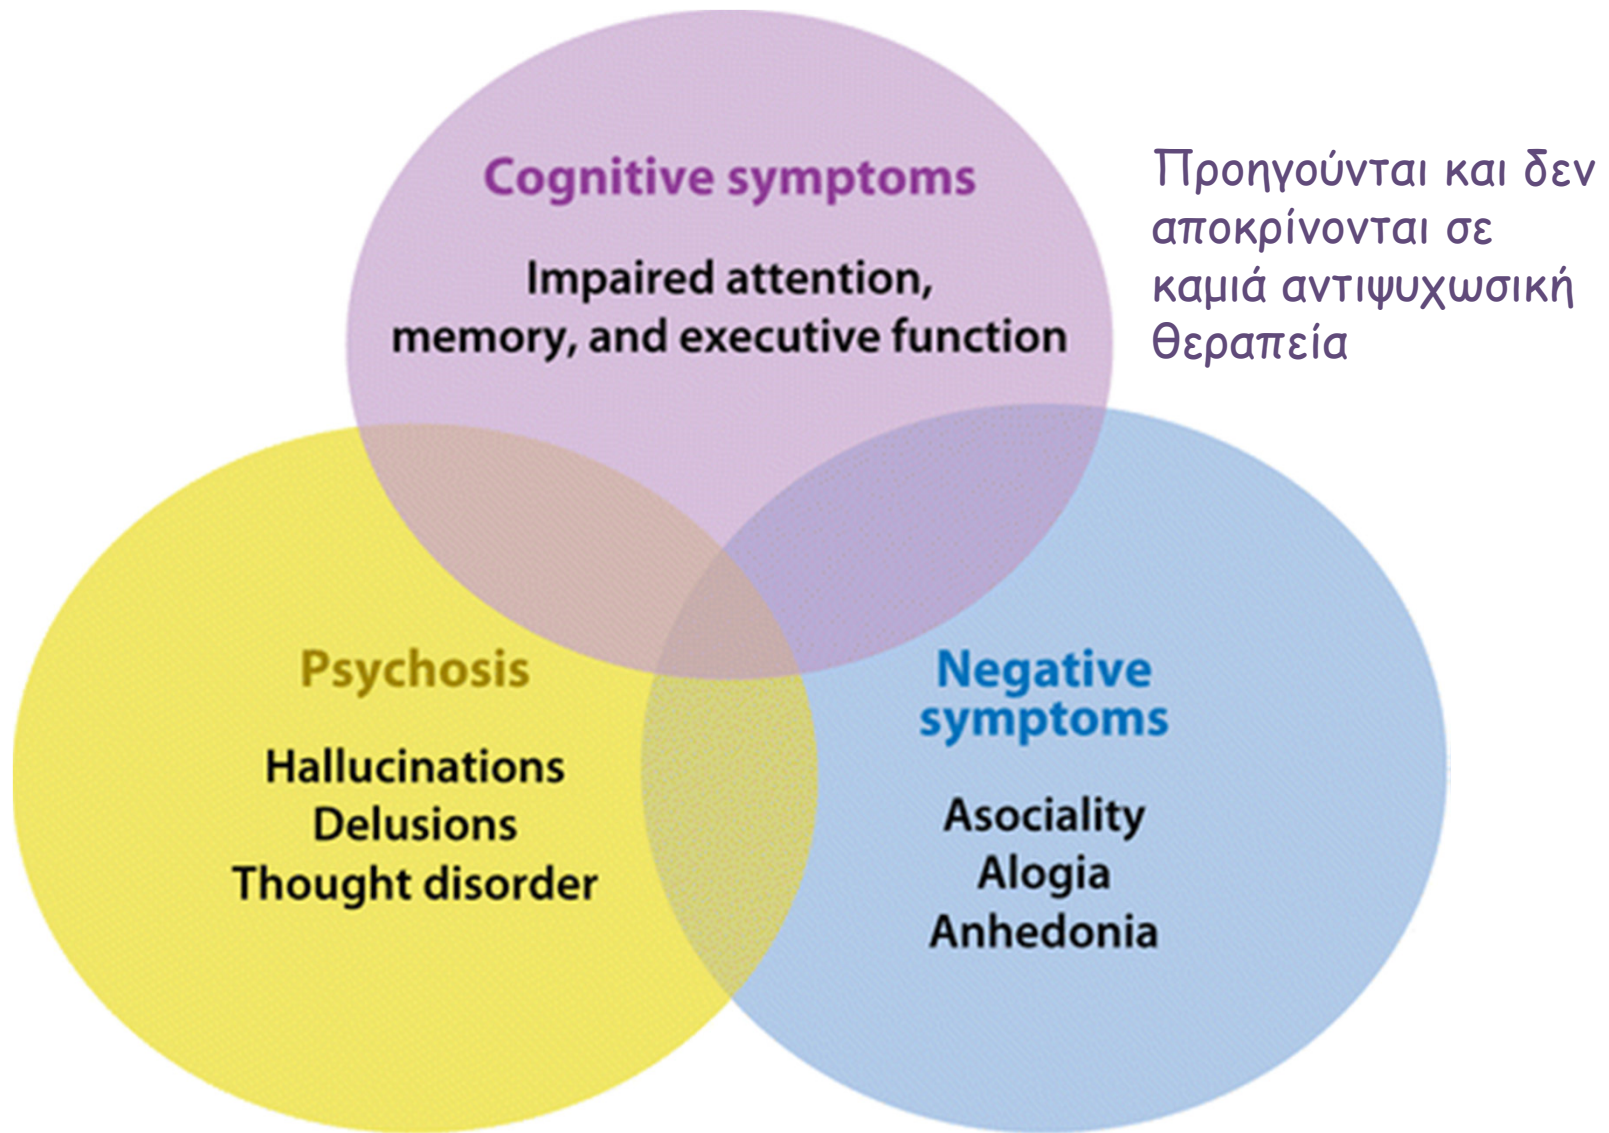 Cognitive symptoms
Impaired attention,
memory, and executive function
Προηγούνται και δεν
αποκρίνονται σε
καμιά αντιψυχωσική
θεραπεία
Psychosis
Hallucinations
Delusions
Thought disorder
Negative
symptoms
Asociality
Alogia
Anhedonia